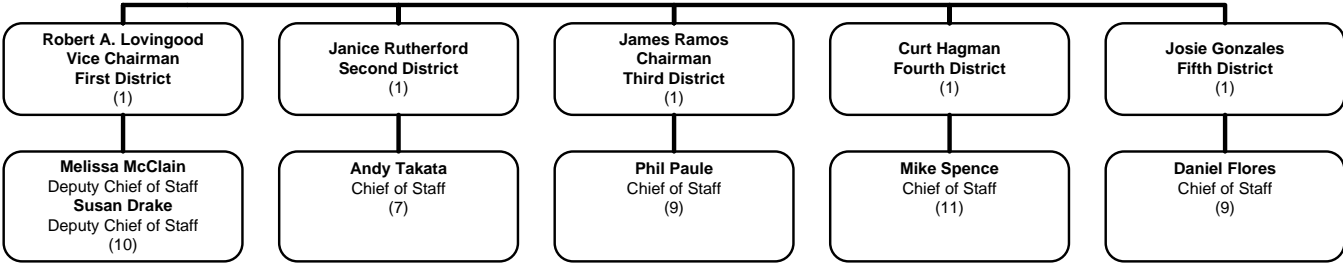 Robert A. Lovingood
Vice Chairman
First District
(1)
Janice Rutherford
Second District
(1)
James Ramos
Chairman
Third District
(1)
Curt Hagman
Fourth District
(1)
Josie Gonzales
Fifth District
(1)
Melissa McClain
Deputy Chief of Staff
Susan Drake
Deputy Chief of Staff
(10)
Andy Takata
Chief of Staff
(7)
Phil Paule
Chief of Staff
(9)
Mike Spence
Chief of Staff
(11)
Daniel Flores
Chief of Staff
(9)